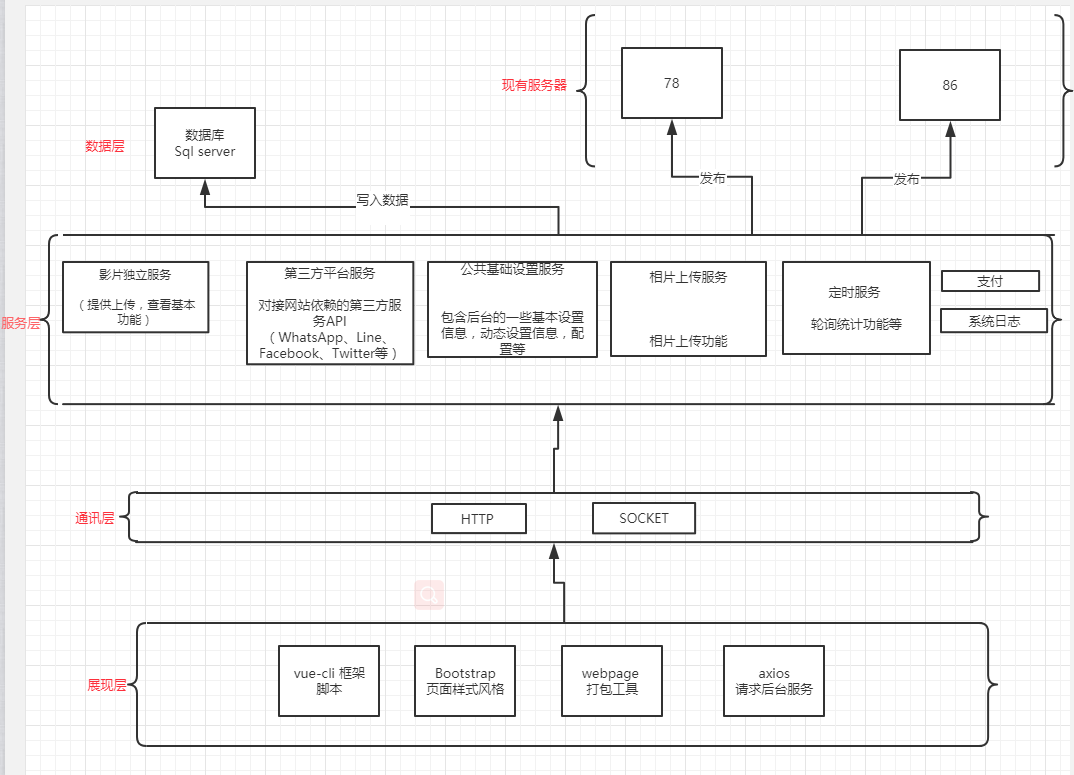 现有服务器
78
86
数据层
数据库
Sql server
写入数据
发布
发布
服务层
影片独立服务
（提供上传，查看基本
功能）
第三方平台服务
对接网站依赖的第三方服
务API
（WhatsApp、Line、
Facebook、Twitter等）
公共基础设置服务
包含后台的一些基本设置
信息，动态设置信息，配
置等
相片上传服务
相片上传功能
定时服务
轮询统计功能等
支付
系统日志
通讯层
HTTP
SOCKET
展现层
vue-cli 框架
脚本
Bootstrap
页面样式风格
webpage
打包工具
axios
请求后台服务